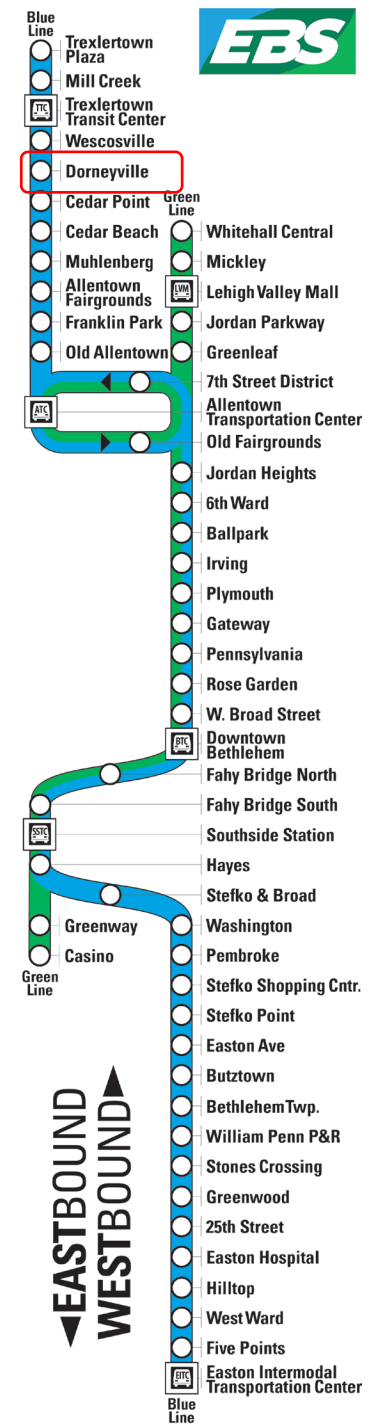 Blue
Line
EBS
Trexlertown
Plaza
Mill Creek
TTC
Trexlertown
Transit Center
Wescosville
Dorneyville
Cedar Point
Green
Line
Cedar Beach
Whitehall Central
Muhlenberg
Mickley
Allentown
Fairgrounds
LVM
Lehigh Valley Mall
Franklin Park
Jordan Parkway
Old Allentown
Greenleaf
7th Street District
ATC
Allentown
Transportation Center
Old Fairgrounds
Jordan Heights
6th Ward
Ballpark
Irving
Plymouth
Gateway
Pennsylvania
Rose Garden
W. Broad Street
BTC
Downtown
Bethlehem
Fahy Bridge North
Fahy Bridge South
SSTC
Southside Station
Hayes
Stefko & Broad
Greenway
Washington
Casino
Pembroke
Green
Line
Stefko Shopping Cntr.
Stefko Point
Easton Ave
Butztown
Bethlehem Twp.
William Penn P&R
Stones Crossing
Greenwood
25th Street
Easton Hospital
Hilltop
West Ward
Five Points
EITC
Easton Intermodal
Transportation Center
Blue
Line
EASTBOUND
WESTBOUND